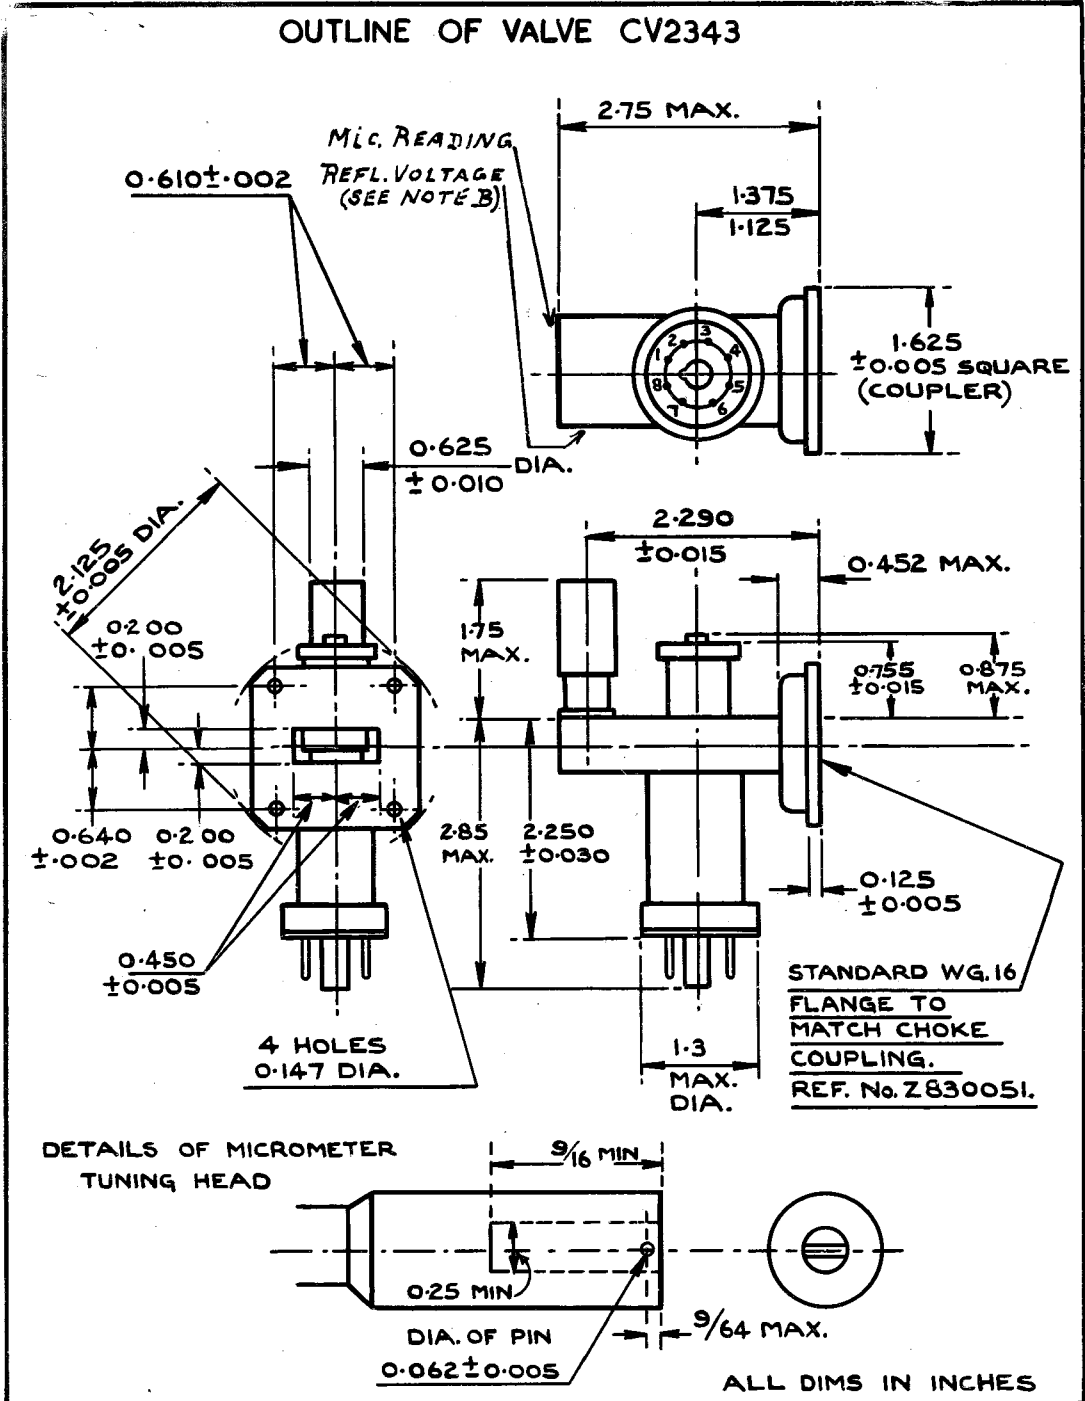 OUTLINE OF VALVE CV2343
2.75 MAX.
MIC. READING
REFL. VOLTAGE
(SEE NOTE B)
0.610±.002
1.375
1.125
1.625
±0.005 SQUARE
(COUPLER)
1
2
3
4
5
6
7
8
0.625
±0.010
DIA.
2.125
±0.005 DIA.
2.290
±0.015
0.452 MAX.
0.200
±0.005
1.75
MAX.
0.755
±0.015
0.875
MAX.
0.640
±.002
0.200
±0.005
2.85
MAX.
2.250
±0.030
0.125
±0.005
0.450
±0.005
STANDARD WG.16
FLANGE TO
MATCH CHOKE
COUPLING.
REF. No. Z830051.
4 HOLES
0.147 DIA.
1.3
MAX.
DIA.
DETAILS OF MICROMETER
TUNING HEAD
9/16 MIN
0.25 MIN
DIA. OF PIN
0.062±0.005
9/64 MAX.
ALL DIMS IN INCHES